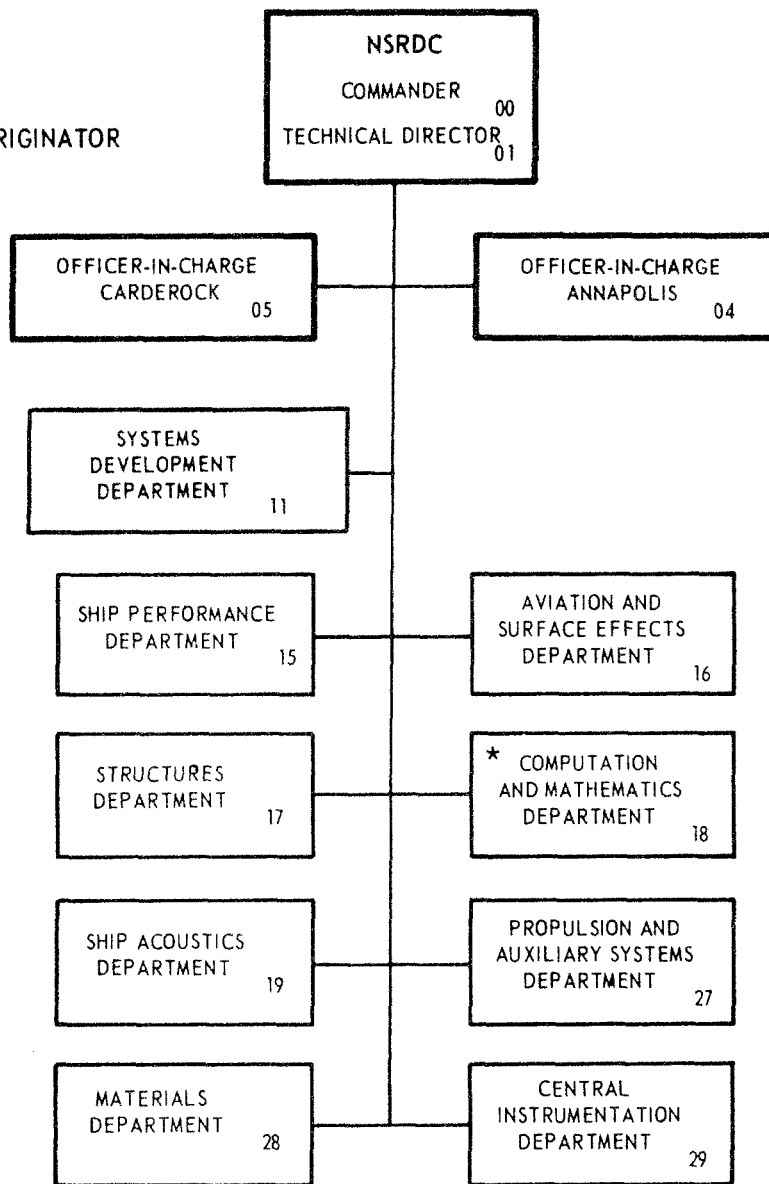 NSRDC
COMMANDER
00
TECHNICAL DIRECTOR
01
RIGINATOR
OFFICER-IN-CHARGE
CARDEROCK
05
OFFICER-IN-CHARGE
ANNAPOLIS
04
SYSTEMS
DEVELOPMENT
DEPARTMENT
11
SHIP PERFORMANCE
DEPARTMENT
15
AVIATION AND
SURFACE EFFECTS
DEPARTMENT
16
STRUCTURES
DEPARTMENT
17
* COMPUTATION
AND MATHEMATICS
DEPARTMENT
18
SHIP ACOUSTICS
DEPARTMENT
19
PROPULSION AND
AUXILIARY SYSTEMS
DEPARTMENT
27
MATERIALS
DEPARTMENT
28
CENTRAL
INSTRUMENTATION
DEPARTMENT
29